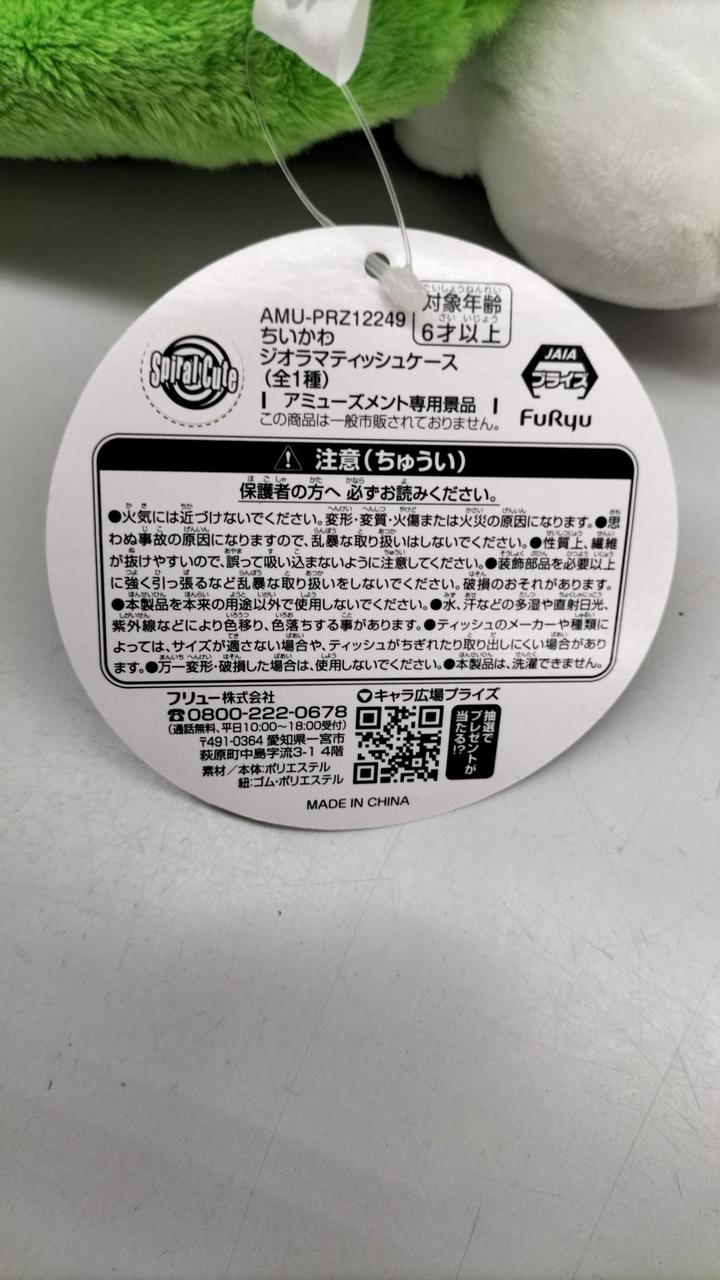 AMU-PRZ12249
ちいかわ
ジオラマティッシュケース
(全1種)
アミューズメント専用景品
この商品は一般市販されておりません。
対象年齢
6才以上
Spiral Cute
JAIA
プライズ
FuRyu
注意(ちゅうい)
保護者の方へ 必ずお読みください。
●火気には近づけないでください。変形・変質・火傷または火災の原因になります。●思
わぬ事故の原因になりますので、乱暴な取り扱いはしないでください。●性質上、繊維
が抜けやすいので、誤って吸い込まないように注意してください。●装飾部品を必要以上
に強く引っ張るなど乱暴な取り扱いをしないでください。破損のおそれがあります。
●本製品を本来の用途以外で使用しないでください。●水、汗などの多湿や直射日光、
紫外線などにより色移り、色落ちする事があります。●ティッシュのメーカーや種類に
よっては、サイズが適さない場合や、ティッシュがちぎれたり取り出しにくい場合があり
ます。●万一変形・破損した場合は、使用しないでください。●本製品は、洗濯できません。
フリュー株式会社
☎0800-222-0678
(通話無料、平日10:00～18:00受付)
〒491-0364 愛知県一宮市
萩原町中島字流3-1 4階
素材/本体:ポリエステル
紐:ゴム・ポリエステル
キャラ広場プライズ
抽選で
プレゼントが
当たる!?
MADE IN CHINA